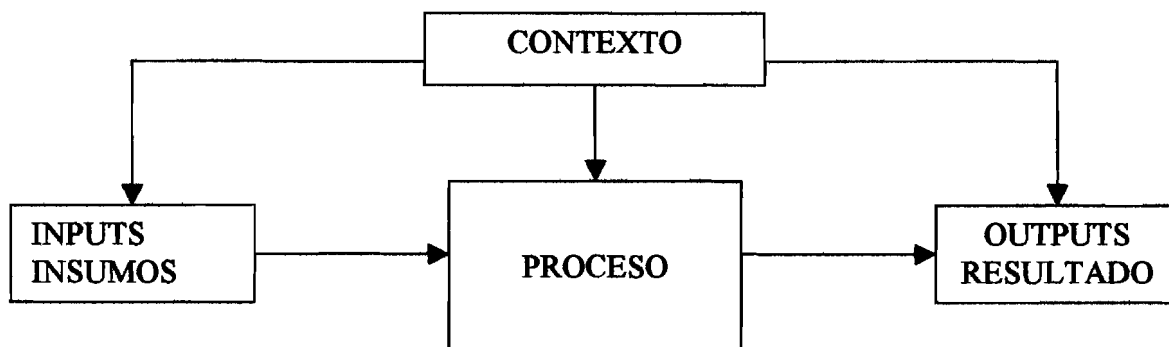 CONTEXTO
INPUTS
INSUMOS
PROCESO
OUTPUTS
RESULTADO